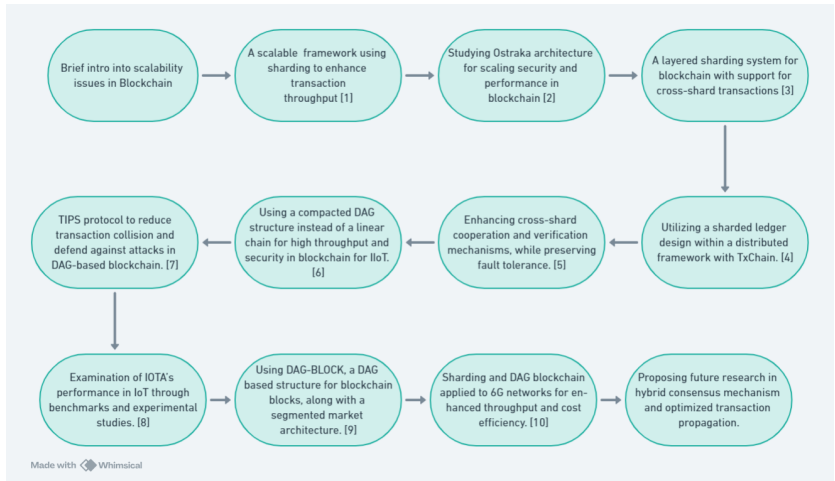 Brief intro into scalability
issues in Blockchain
A scalable framework using
sharding to enhance
transaction
throughput [1]
Studying Ostraka architecture
for scaling security and
performance in
blockchain [2]
A layered sharding system for
blockchain with support for
cross-shard transactions [3]
Utilizing a sharded ledger
design within a distributed
framework with TxChain. [4]
Enhancing cross-shard
cooperation and verification
mechanisms, while preserving
fault tolerance. [5]
Using a compacted DAG
structure instead of a linear
chain for high throughput and
security in blockchain for IIoT.
[6]
TIPS protocol to reduce
transaction collision and
defend against attacks in
DAG-based blockchain. [7]
Examination of IOTA's
performance in IoT through
benchmarks and experimental
studies. [8]
Using DAG-BLOCK, a DAG
based structure for blockchain
blocks, along with a
segmented market
architecture. [9]
Sharding and DAG blockchain
applied to 6G networks for en-
hanced throughput and cost
efficiency. [10]
Proposing future research in
hybrid consensus mechanism
and optimized transaction
propagation.
Made with Whimsical